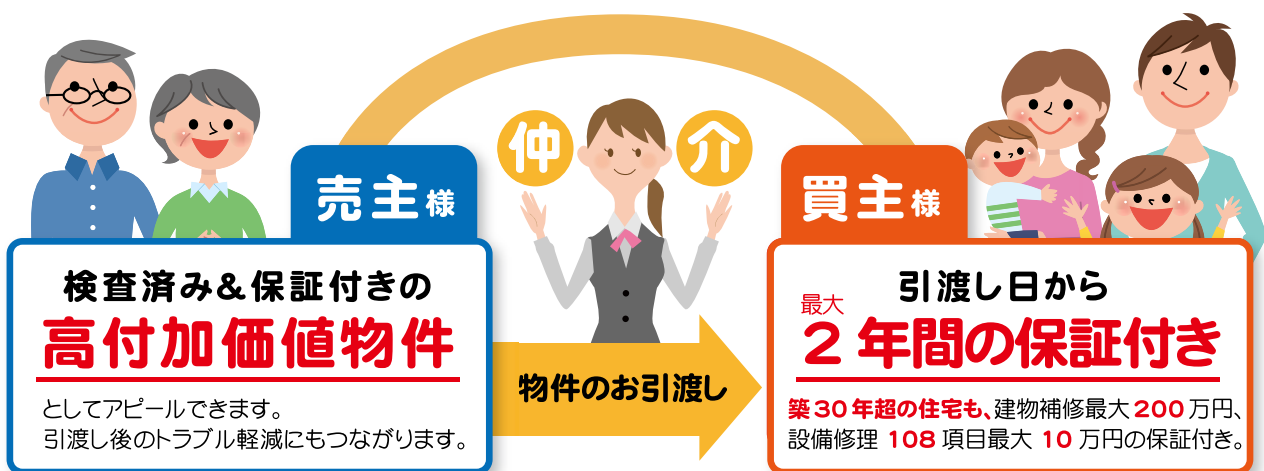 売主様
検査済み&保証付きの
高付加価値物件
としてアピールできます。
引渡し後のトラブル軽減にもつながります。
仲介
物件のお引渡し
買主様
引渡し日から
最大
2年間の保証付き
築30年超の住宅も、建物補修最大200万円、
設備修理 108 項目最大 10 万円の保証付き。